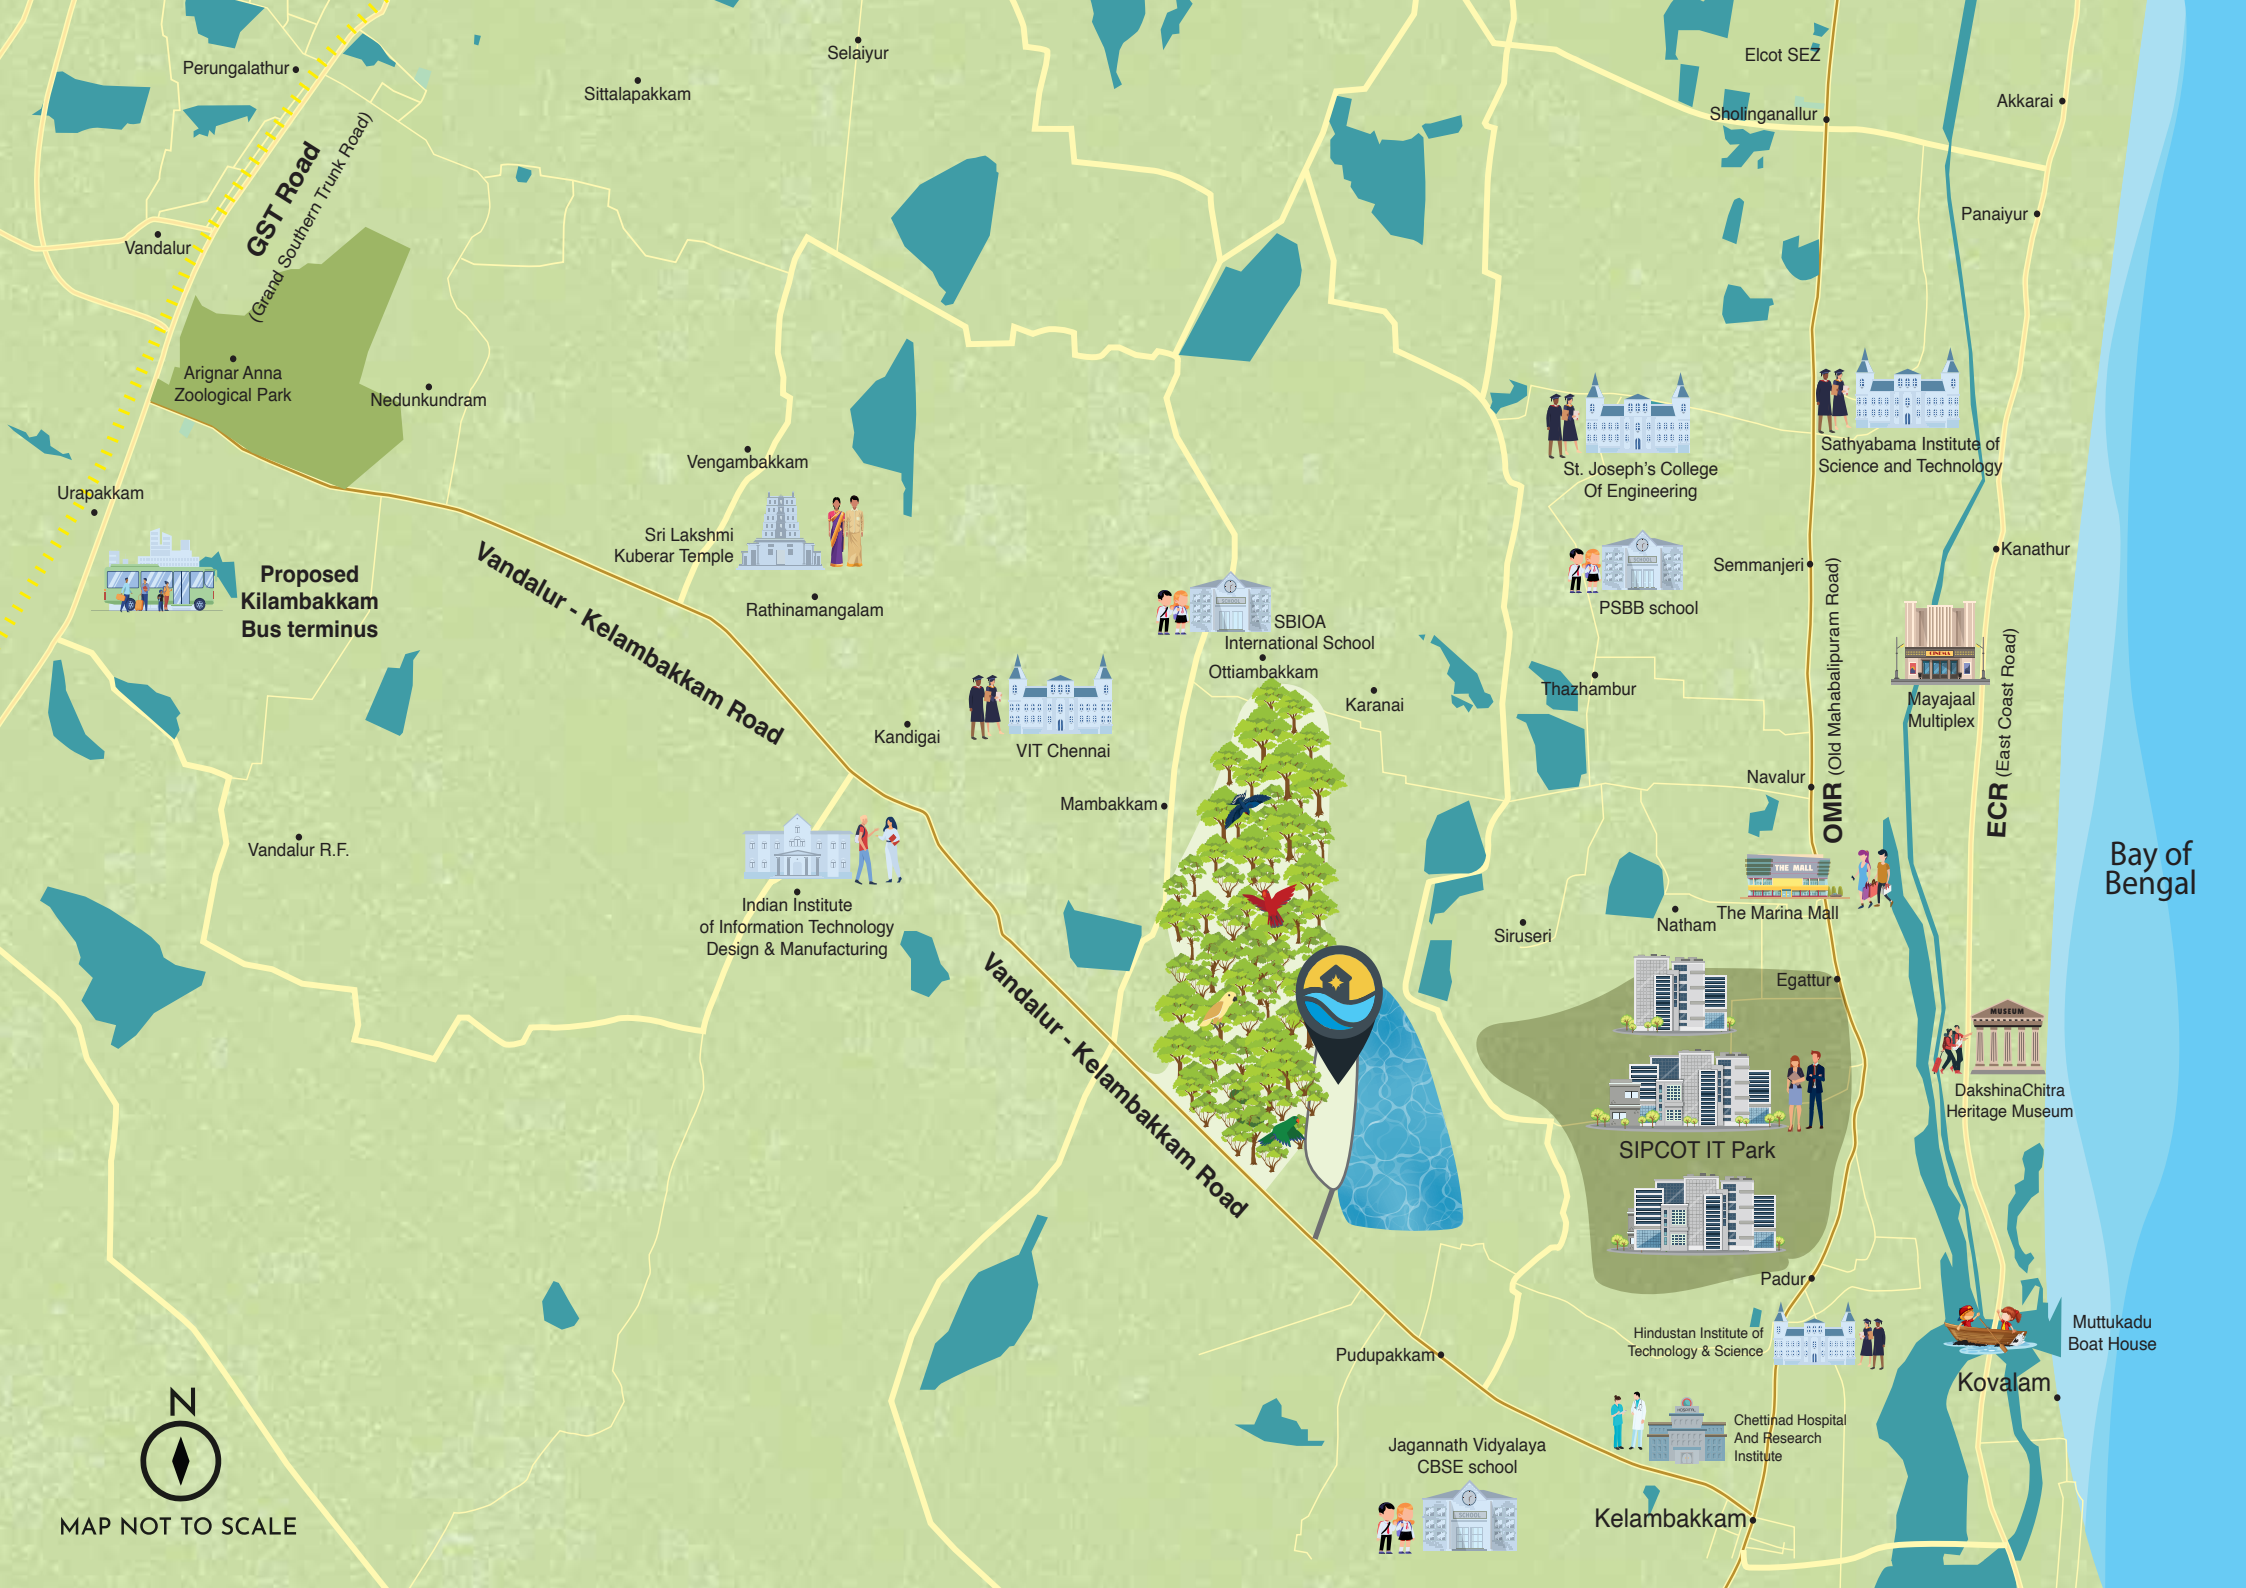 Selaiyur
Elcot SEZ
Perungalathur
Sittalapakkam
Akkarai
Sholinganallur
GST Road
(Grand Southern Trunk Road)
Panaiyur
Vandalur
Arignar Anna
Zoological Park
Nedunkundram
Sathyabama Institute of
Science and Technology
Vengambakkam
St. Joseph's College
Of Engineering
Urapakkam
Sri Lakshmi
Kuberar Temple
Kanathur
Semmanjeri
Proposed
Kilambakkam
Bus terminus
Vandalur - Kelambakkam Road
Rathinamangalam
SCHOOL
PSBB school
SCHOOL
SBIOA
International School
Ottiambakkam
CINEMA
Mayajaal
Multiplex
Thazhambur
Karanai
Kandigai
VIT Chennai
OMR (Old Mahabalipuram Road)
ECR (East Coast Road)
Navalur
Mambakkam
Vandalur R.F.
Bay of
Bengal
THE MALL
The Marina Mall
Indian Institute
of Information Technology
Design & Manufacturing
Natham
Siruseri
Vandalur - Kelambakkam Road
Egattur
MUSEUM
DakshinaChitra
Heritage Museum
SIPCOT IT Park
Padur
Hindustan Institute of
Technology & Science
Muttukadu
Boat House
Pudupakkam
Kovalam
HOSPITAL
Chettinad Hospital
And Research
Institute
Jagannath Vidyalaya
CBSE school
SCHOOL
Kelambakkam
N
MAP NOT TO SCALE